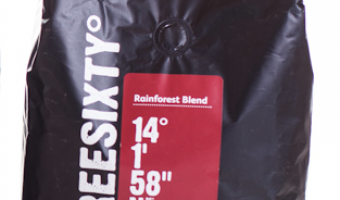 REESIXTY°
Rainforest Blend
14°
1'
58"